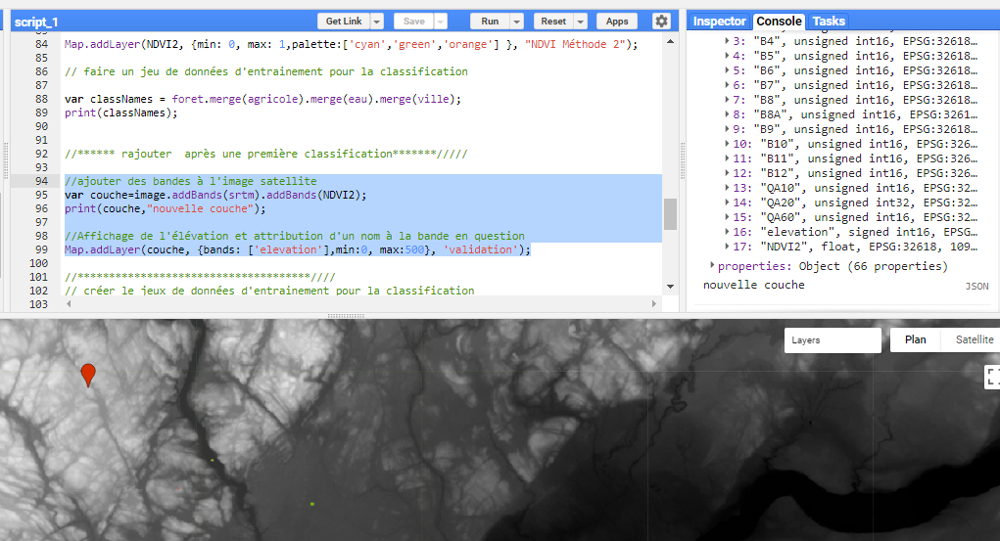 script_1
Get Link
Save
Run
Reset
Apps
84 Map.addLayer(NDVI2, {min: 0, max: 1,palette:['cyan','green','orange'] }, "NDVI Méthode 2");
85
86 // faire un jeu de données d'entrainement pour la classification
87
88 var classNames = foret.merge(agricole).merge(eau).merge(ville);
89 print(classNames);
90
91
92 //****** rajouter  après une première classification*******/////
93
94 //ajouter des bandes à l'image satellite
95 var couche=image.addBands(srtm).addBands(NDVI2);
96 print(couche,"nouvelle couche");
97
98 //Affichage de l'élévation et attribution d'un nom à la bande en question
99 Map.addLayer(couche, {bands: ['elevation'],min:0, max:500}, 'validation');
100
101 //***********************************////
102 // créer le jeux de données d'entrainement pour la classification
103
Inspector
Console
Tasks
3: "B4", unsigned int16, EPSG:32618…
4: "B5", unsigned int16, EPSG:32618…
5: "B6", unsigned int16, EPSG:32618…
6: "B7", unsigned int16, EPSG:32618…
7: "B8", unsigned int16, EPSG:32618…
8: "B8A", unsigned int16, EPSG:3261…
9: "B9", unsigned int16, EPSG:32618…
10: "B10", unsigned int16, EPSG:326…
11: "B11", unsigned int16, EPSG:326…
12: "B12", unsigned int16, EPSG:326…
13: "QA10", unsigned int16, EPSG:32…
14: "QA20", unsigned int32, EPSG:32…
15: "QA60", unsigned int16, EPSG:32…
16: "elevation", signed int16, EPSG…
17: "NDVI2", float, EPSG:32618, 109…
properties: Object (66 properties)
nouvelle couche
JSON
Layers
Plan
Satellite